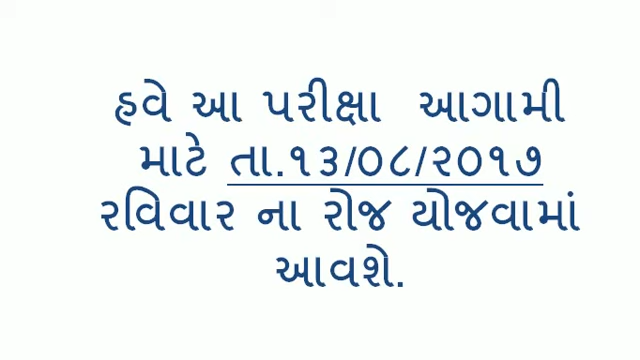 હવે આ પરીક્ષા આગામી
માટે તા.૧૩/૦૮/૨૦૧૭
રવિવાર ના રોજ યોજવામાં
આવશે.